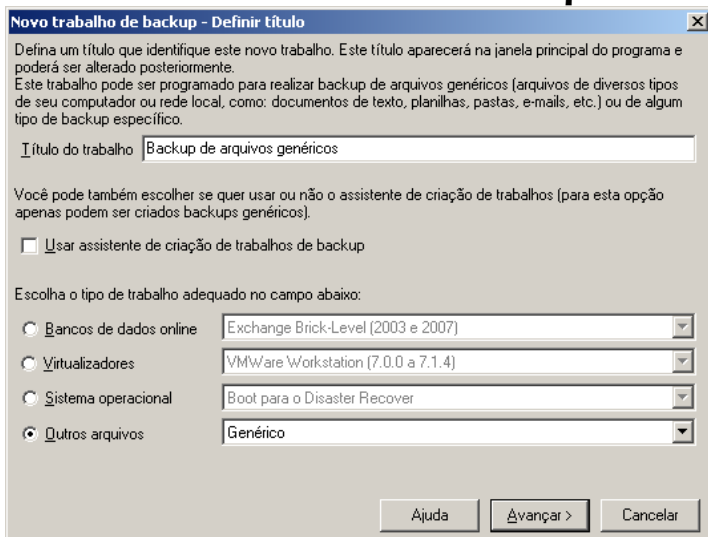 Novo trabalho de backup - Definir título
Defina um título que identifique este novo trabalho. Este título aparecerá na janela principal do programa e
poderá ser alterado posteriormente.
Este trabalho pode ser programado para realizar backup de arquivos genéricos (arquivos de diversos tipos
de seu computador ou rede local, como: documentos de texto, planilhas, pastas, e-mails, etc.) ou de algum
tipo de backup específico.
Título do trabalho Backup de arquivos genéricos
Você pode também escolher se quer usar ou não o assistente de criação de trabalhos (para esta opção
apenas podem ser criados backups genéricos).
Usar assistente de criação de trabalhos de backup
Escolha o tipo de trabalho adequado no campo abaixo:
Bancos de dados online Exchange Brick-Level (2003 e 2007)
Virtualizadores VMWare Workstation (7.0.0 a 7.1.4)
Sistema operacional Boot para o Disaster Recover
Outros arquivos Genérico
Ajuda Avançar > Cancelar